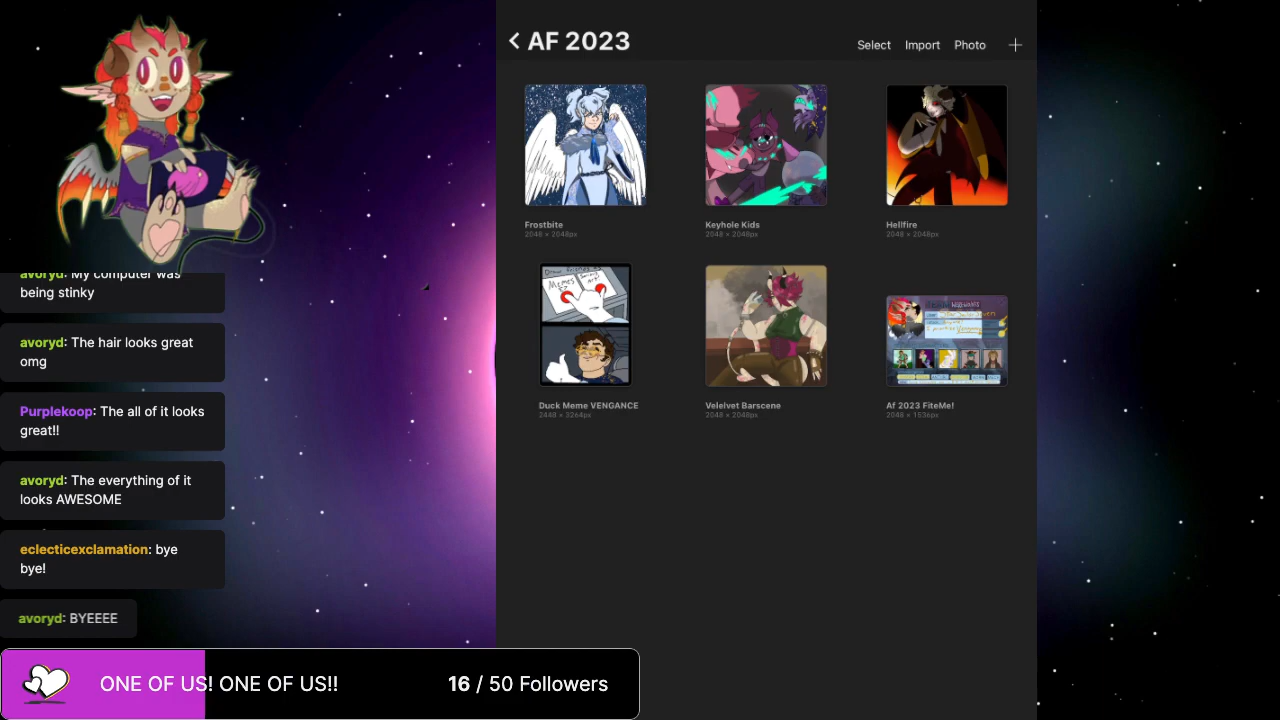 AF 2023
Select Import Photo
Frostbite
2048 × 2048px
Keyhole Kids
2048 × 2048px
Hellfire
2048 × 2048px
MEMES
EZ
Duck Meme VENGANCE
2448 × 3264px
Velelvet Barscene
2048 × 2048px
Af 2023 FiteMe!
2048 × 1536px
avoryd: My computer was
being stinky
avoryd: The hair looks great
omg
Purplekoop: The all of it looks
great!!
avoryd: The everything of it
looks AWESOME
eclecticexclamation: bye
bye!
avoryd: BYEEEE
ONE OF US! ONE OF US!!
16 / 50 Followers